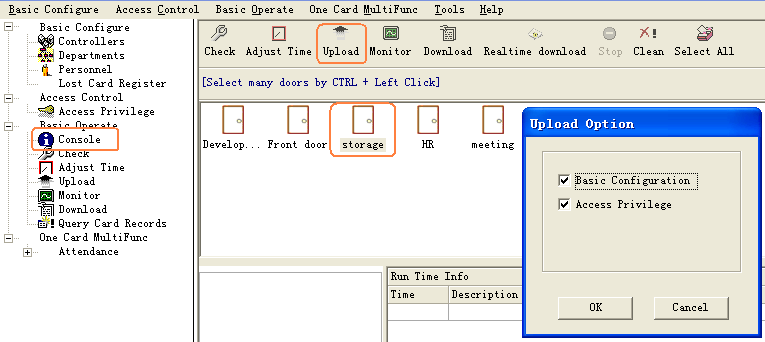 Basic Configure Access Control Basic Operate One Card MultiFunc Tools Help
Basic Configure
Controllers
Departments
Personnel
Lost Card Register
Access Control
Access Privilege
Basic Operate
Console
Check
Adjust Time
Upload
Monitor
Download
Query Card Records
One Card MultiFunc
Attendance
Check Adjust Time Upload Monitor Download Realtime download Stop Clean Select All
[Select many doors by CTRL + Left Click]
Develop... Front door storage HR meeting
Upload Option
Basic Configuration
Access Privilege
OK Cancel
Run Time Info
Time Description